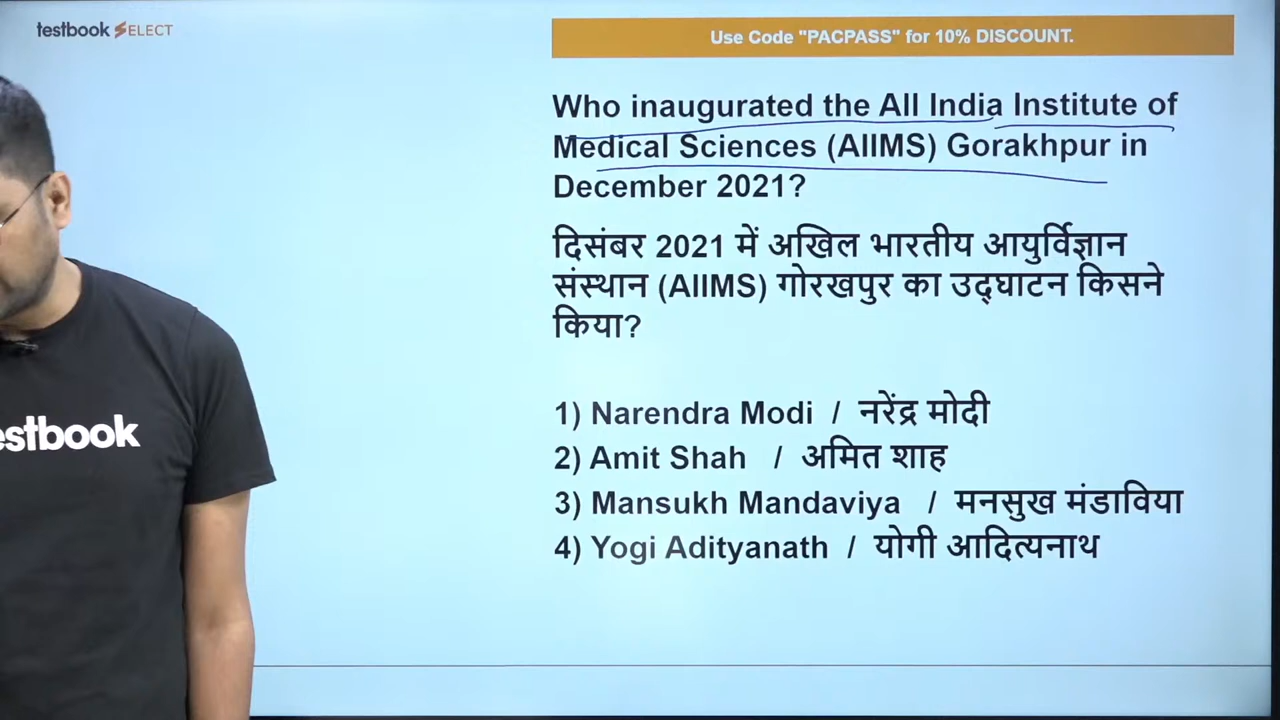 testbook SELECT
Use Code "PACPASS" for 10% DISCOUNT.
Who inaugurated the All India Institute of
Medical Sciences (AIIMS) Gorakhpur in
December 2021?
दिसंबर 2021 में अखिल भारतीय आयुर्विज्ञान
संस्थान (AIIMS) गोरखपुर का उद्घाटन किसने
किया?
1) Narendra Modi / नरेंद्र मोदी
2) Amit Shah / अमित शाह
3) Mansukh Mandaviya / मनसुख मंडाविया
4) Yogi Adityanath / योगी आदित्यनाथ
estbook